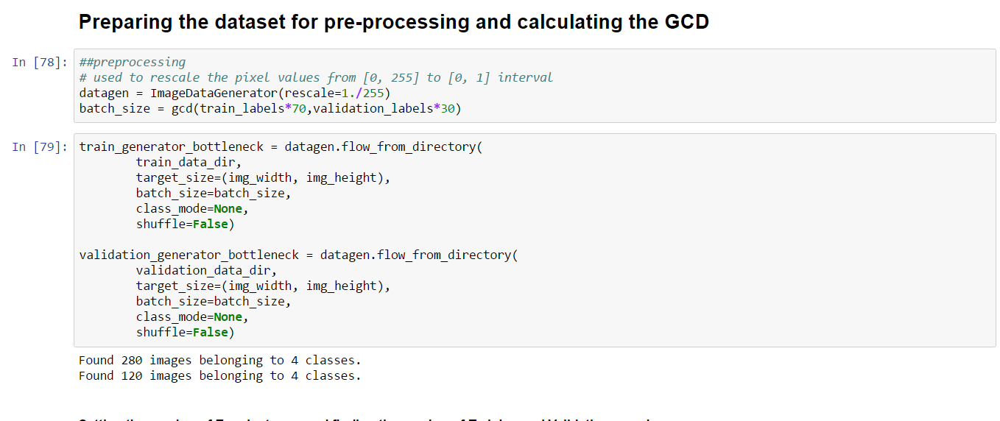 Preparing the dataset for pre-processing and calculating the GCD
In [78]: ##preprocessing
# used to rescale the pixel values from [0, 255] to [0, 1] interval
datagen = ImageDataGenerator(rescale=1./255)
batch_size = gcd(train_labels*70,validation_labels*30)
In [79]: train_generator_bottleneck = datagen.flow_from_directory(
train_data_dir,
target_size=(img_width, img_height),
batch_size=batch_size,
class_mode=None,
shuffle=False)
validation_generator_bottleneck = datagen.flow_from_directory(
validation_data_dir,
target_size=(img_width, img_height),
batch_size=batch_size,
class_mode=None,
shuffle=False)
Found 280 images belonging to 4 classes.
Found 120 images belonging to 4 classes.